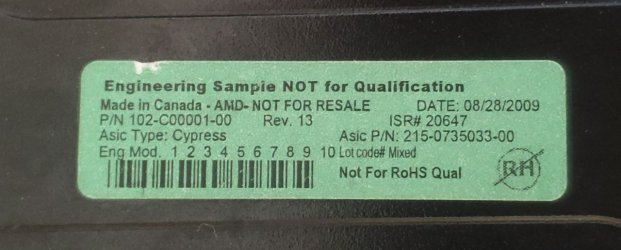 Engineering Sample NOT for Qualification
Made in Canada - AMD- NOT FOR RESALE DATE: 08/28/2009
P/N 102-C00001-00 Rev. 13 ISR# 20647
Asic Type: Cypress Asic P/N: 215-0735033-00
Eng Mod. 1 2 3 4 5 6 7 8 9 10 Lot code# Mixed
Not For RoHS Qual RH